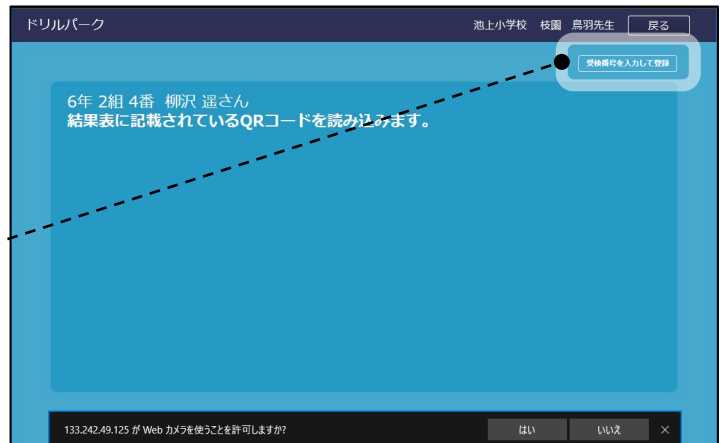 ドリルパーク
池上小学校 枝園 鳥羽先生 戻る
受検番号を入力して登録
6年 2組 4番 柳沢 遥さん
結果表に記載されているQRコードを読み込みます。
133.242.49.125 が Web カメラを使うことを許可しますか?
はい いいえ ×